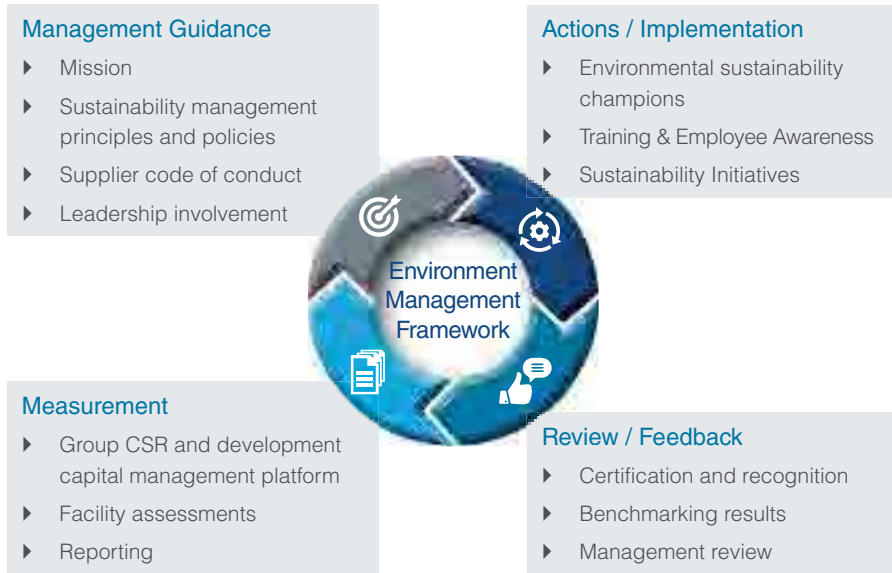 Management Guidance
Mission
Sustainability management
principles and policies
Supplier code of conduct
Leadership involvement
Actions / Implementation
Environmental sustainability
champions
Training & Employee Awareness
Sustainability Initiatives
Environment
Management
Framework
Measurement
Group CSR and development
capital management platform
Facility assessments
Reporting
Review / Feedback
Certification and recognition
Benchmarking results
Management review